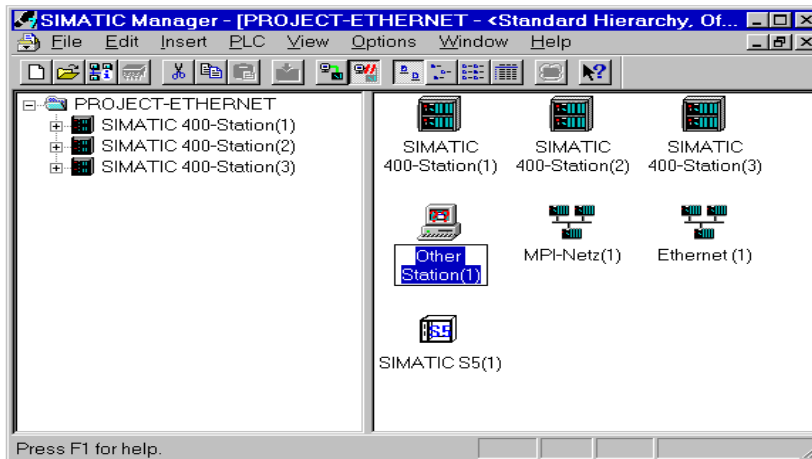 SIMATIC Manager - [PROJECT-ETHERNET - <Standard Hierarchy, Of...
File Edit Insert PLC View Options Window Help
PROJECT-ETHERNET
SIMATIC 400-Station(1)
SIMATIC 400-Station(2)
SIMATIC 400-Station(3)
SIMATIC
400-Station(1)
SIMATIC
400-Station(2)
SIMATIC
400-Station(3)
Other
Station(1)
MPI-Netz(1)
Ethernet (1)
S5
SIMATIC S5(1)
Press F1 for help.